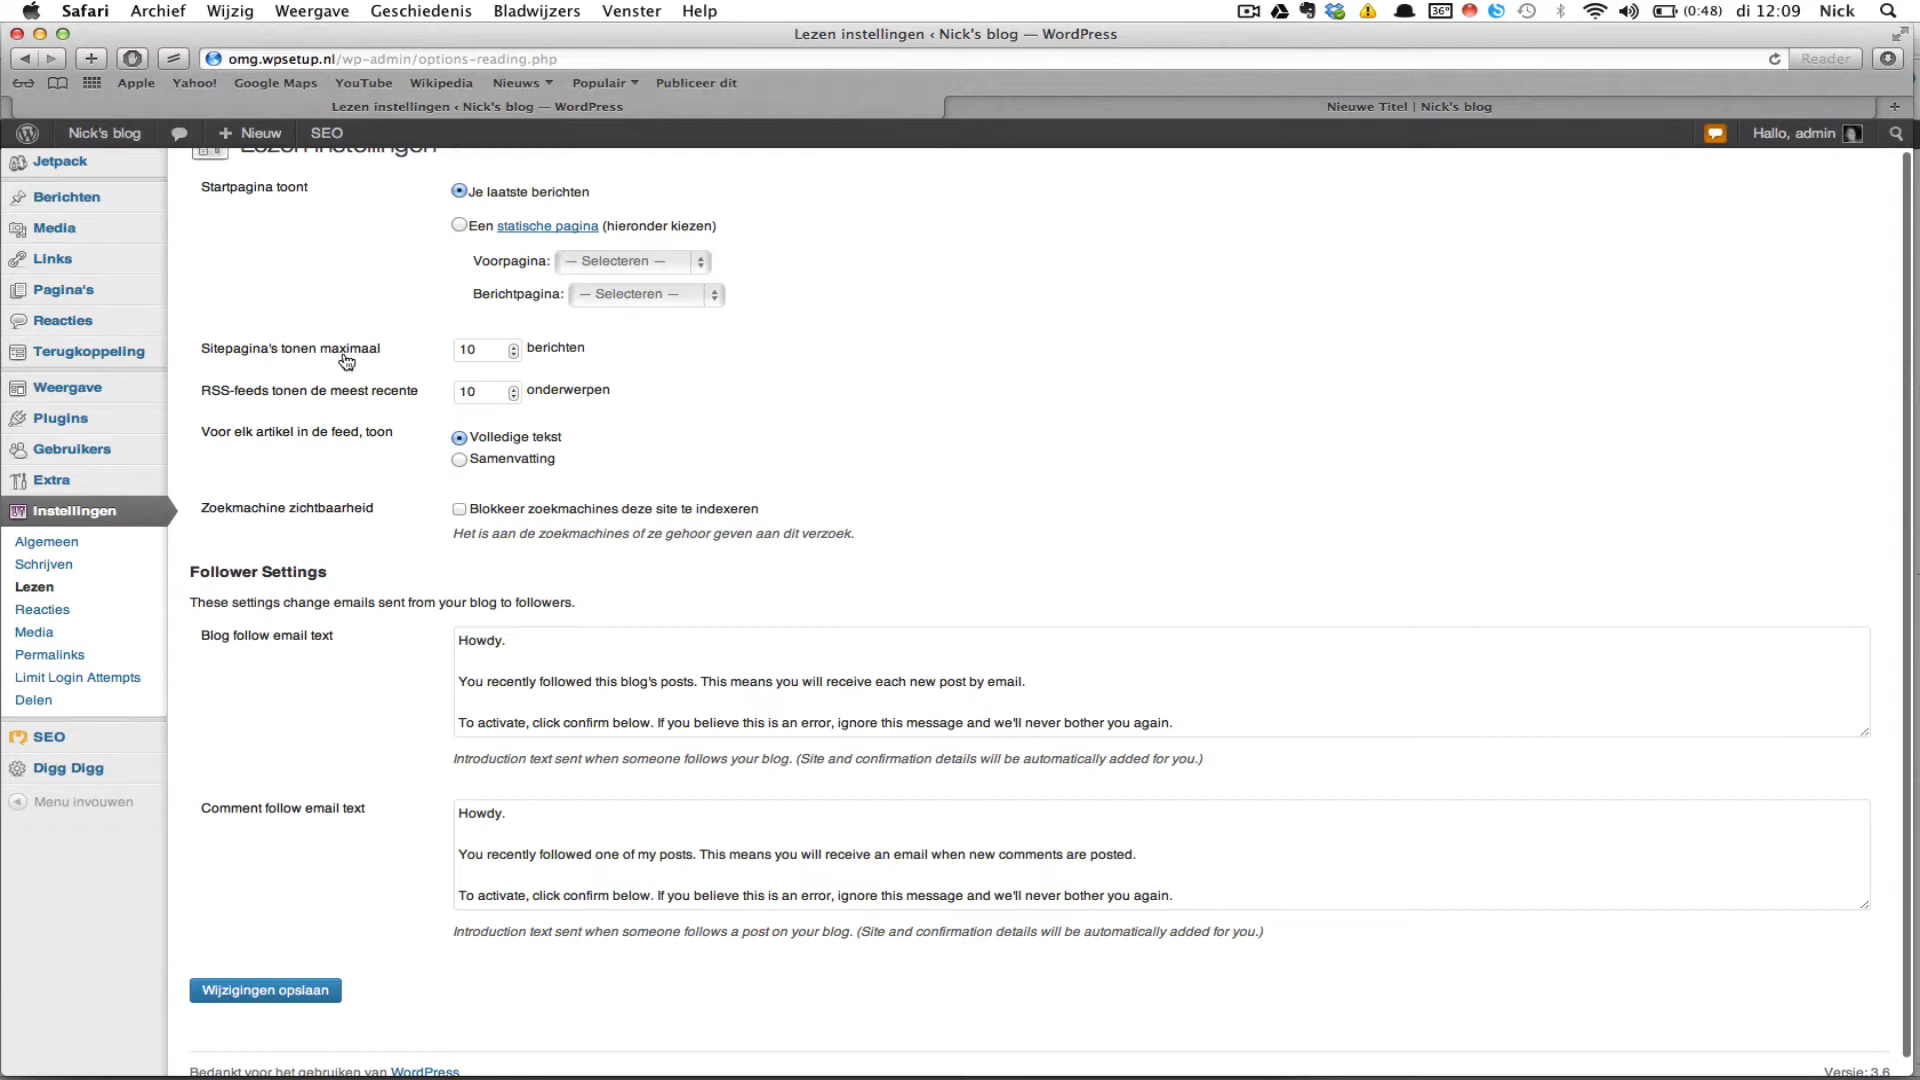 Safari Archief Wijzig Weergave Geschiedenis Bladwijzers Venster Help 36° (0:48) di 12:09 Nick
Lezen instellingen ‹ Nick's blog — WordPress
omg.wpsetup.nl/wp-admin/options-reading.php Reader
Apple Yahoo! Google Maps YouTube Wikipedia Nieuws Populair Publiceer dit
Lezen instellingen ‹ Nick's blog — WordPress Nieuwe Titel | Nick's blog
Nick's blog + Nieuw SEO Hallo, admin
Lezen instellingen
Jetpack
Berichten
Media
Links
Pagina's
Reacties
Terugkoppeling
Weergave
Plugins
Gebruikers
Extra
Instellingen
Algemeen
Schrijven
Lezen
Reacties
Media
Permalinks
Limit Login Attempts
Delen
SEO
Digg Digg
Menu invouwen
Startpagina toont
Je laatste berichten
Een statische pagina (hieronder kiezen)
Voorpagina: — Selecteren —
Berichtpagina: — Selecteren —
Sitepagina's tonen maximaal 10 berichten
RSS-feeds tonen de meest recente 10 onderwerpen
Voor elk artikel in de feed, toon
Volledige tekst
Samenvatting
Zoekmachine zichtbaarheid
Blokkeer zoekmachines deze site te indexeren
Het is aan de zoekmachines of ze gehoor geven aan dit verzoek.
Follower Settings
These settings change emails sent from your blog to followers.
Blog follow email text
Howdy.
You recently followed this blog's posts. This means you will receive each new post by email.
To activate, click confirm below. If you believe this is an error, ignore this message and we'll never bother you again.
Introduction text sent when someone follows your blog. (Site and confirmation details will be automatically added for you.)
Comment follow email text
Howdy.
You recently followed one of my posts. This means you will receive an email when new comments are posted.
To activate, click confirm below. If you believe this is an error, ignore this message and we'll never bother you again.
Introduction text sent when someone follows a post on your blog. (Site and confirmation details will be automatically added for you.)
Wijzigingen opslaan
Bedankt voor het gebruiken van WordPress
Versie: 3.6